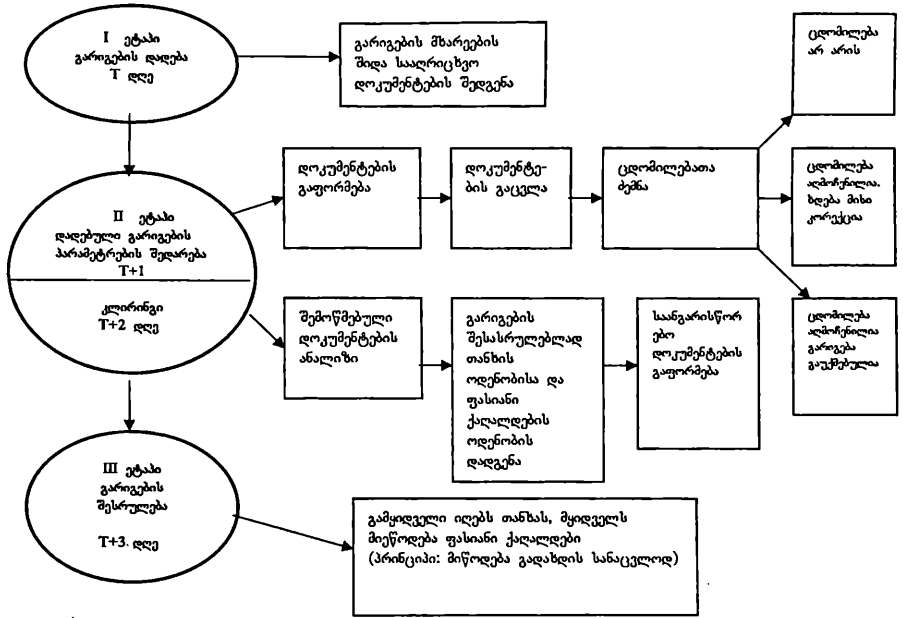 I ეტაპი
გარიგების დადება
T დღე
გარიგების მხარეების
შიდა სააღრიცხვო
დოკუმენტების შედგენა
ცდომილება
არ არის
II ეტაპი
დადებული გარიგების
პარამეტრების შედარება
T+1
კლირინგი
T+2 დღე
დოკუმენტების
გაფორმება
დოკუმენტე-
ბის გაცვლა
ცდომილებათა
ძებნა
ცდომილება
აღმოჩენილია.
ხდება მისი
კორექცია
შემოწმებული
დოკუმენტების
ანალიზი
გარიგების
შესასრულებლად
თანხის
ოდენობისა და
ფასიანი
ქაღალდების
ოდენობის
დადგენა
საანგარისწორ
ებო
დოკუმენტების
გაფორმება
ცდომილება
აღმოჩენილია
გარიგება
გაუქმებულია
III ეტაპი
გარიგების
შესრულება
T+3. დღე
გამყიდველი იღებს თანხას, მყიდველს
მიეწოდება ფასიანი ქაღალდები
(პრინციპი: მიწოდება გადახდის სანაცვლოდ)